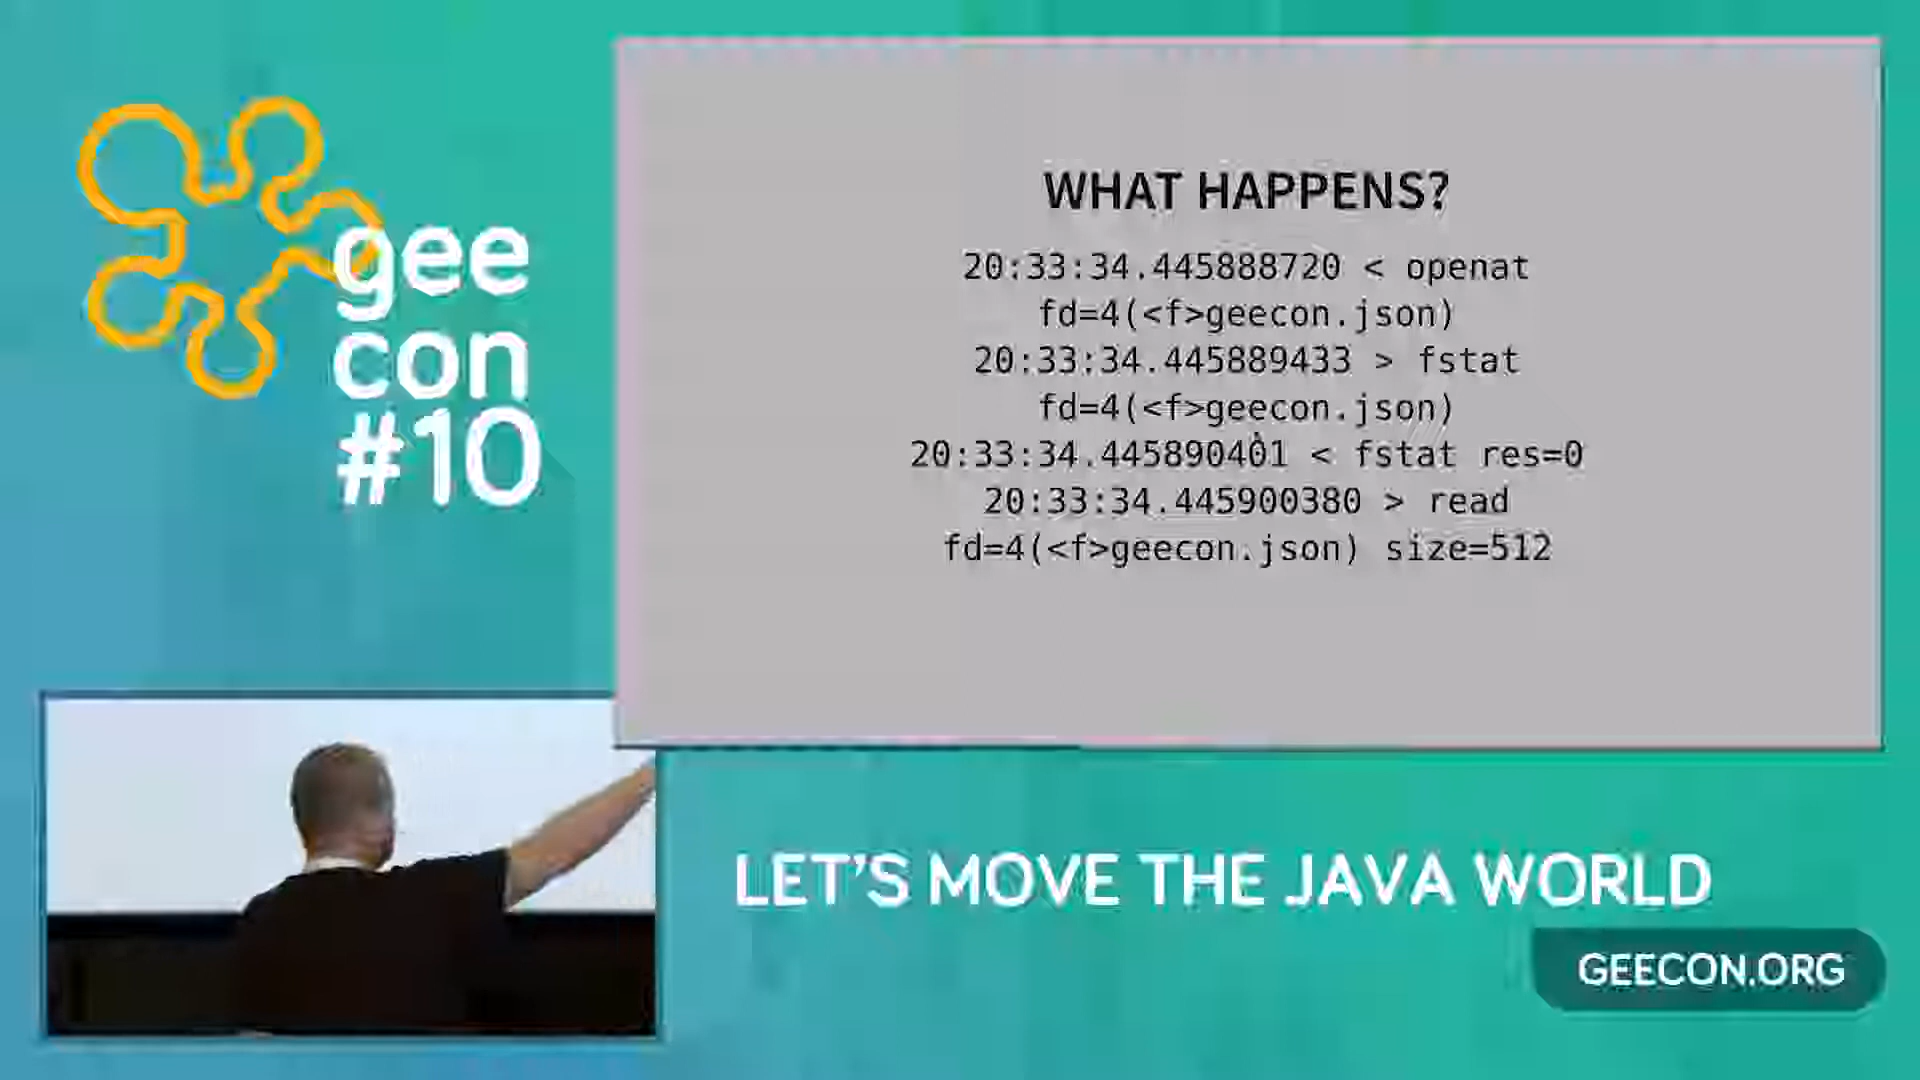 gee
con
#10
WHAT HAPPENS?
20:33:34.445888720 < openat
fd=4(<f>geecon.json)
20:33:34.445889433 > fstat
fd=4(<f>geecon.json)
20:33:34.445890401 < fstat res=0
20:33:34.445900380 > read
fd=4(<f>geecon.json) size=512
LET'S MOVE THE JAVA WORLD
GEECON.ORG